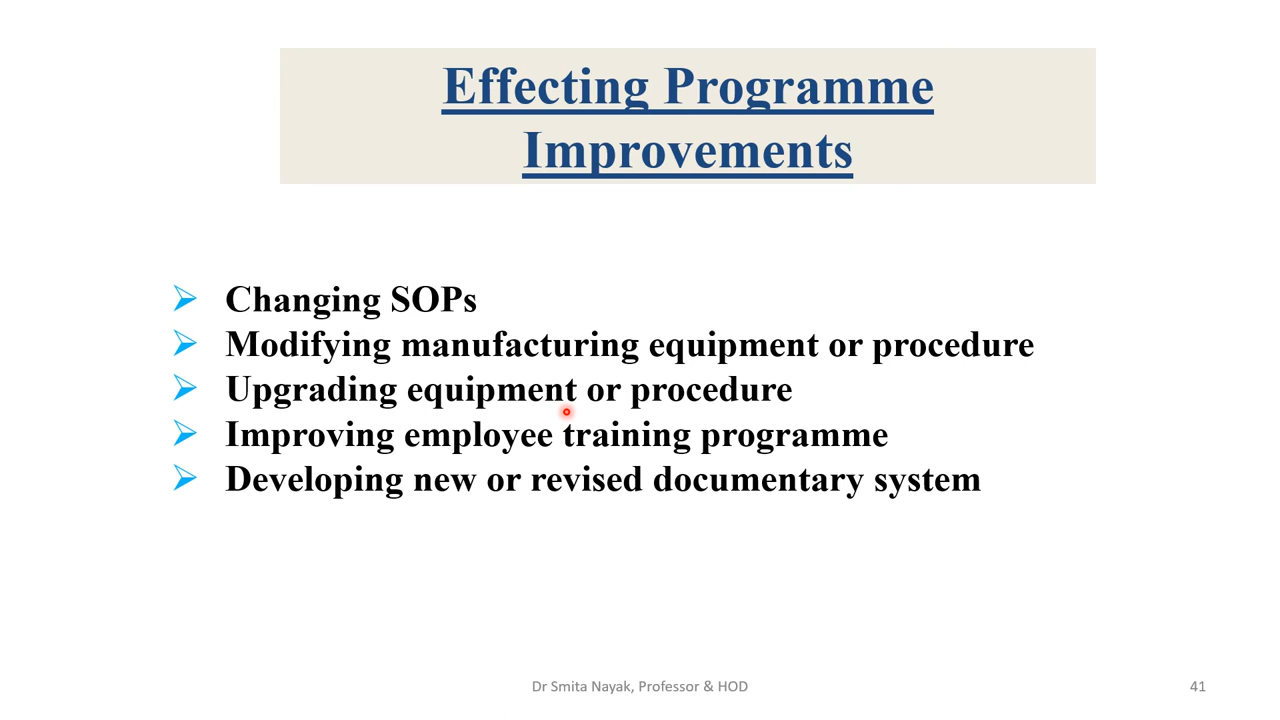 Effecting Programme
Improvements
Changing SOPs
Modifying manufacturing equipment or procedure
Upgrading equipment or procedure
Improving employee training programme
Developing new or revised documentary system
Dr Smita Nayak, Professor & HOD
41